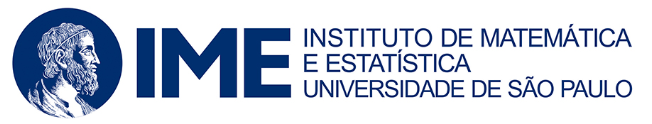 IME
INSTITUTO DE MATEMÁTICA
E ESTATÍSTICA
UNIVERSIDADE DE SÃO PAULO